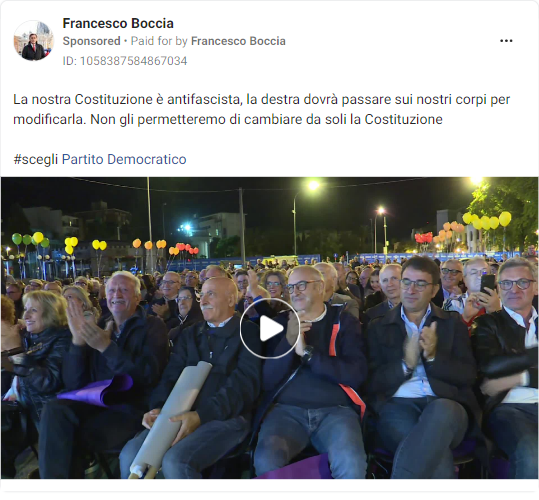 Francesco Boccia
Sponsored • Paid for by Francesco Boccia
ID: 1058387584867034
La nostra Costituzione è antifascista, la destra dovrà passare sui nostri corpi per
modificarla. Non gli permetteremo di cambiare da soli la Costituzione
#scegli Partito Democratico